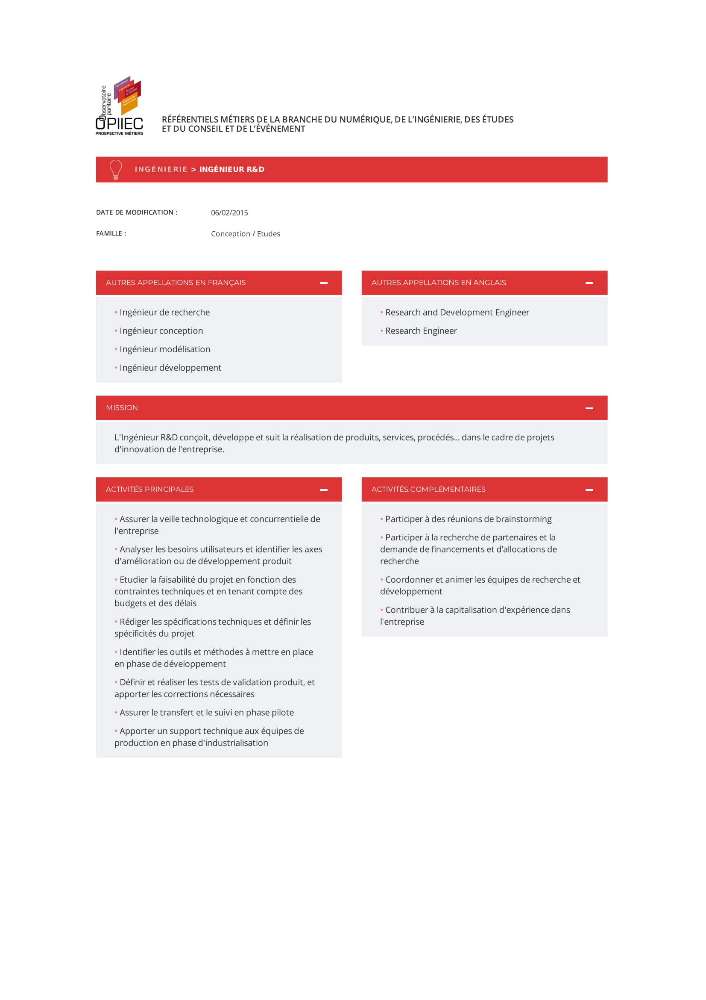 Observatoire
paritaire
Numérique
Ingénierie
Etudes
et Conseil
Métiers de
l'événement
OPIIEC
PROSPECTIVE MÉTIERS
RÉFÉRENTIELS MÉTIERS DE LA BRANCHE DU NUMÉRIQUE, DE L’INGÉNIERIE, DES ÉTUDES
ET DU CONSEIL ET DE L’ÉVÉNEMENT
INGÉNIERIE > INGÉNIEUR R&D
DATE DE MODIFICATION : 06/02/2015
FAMILLE : Conception / Etudes
AUTRES APPELLATIONS EN FRANÇAIS
• Ingénieur de recherche
• Ingénieur conception
• Ingénieur modélisation
• Ingénieur développement
AUTRES APPELLATIONS EN ANGLAIS
• Research and Development Engineer
• Research Engineer
MISSION
L'Ingénieur R&D conçoit, développe et suit la réalisation de produits, services, procédés... dans le cadre de projets
d'innovation de l'entreprise.
ACTIVITÉS PRINCIPALES
• Assurer la veille technologique et concurrentielle de
l'entreprise
• Analyser les besoins utilisateurs et identifier les axes
d'amélioration ou de développement produit
• Etudier la faisabilité du projet en fonction des
contraintes techniques et en tenant compte des
budgets et des délais
• Rédiger les spécifications techniques et définir les
spécificités du projet
• Identifier les outils et méthodes à mettre en place
en phase de développement
• Définir et réaliser les tests de validation produit, et
apporter les corrections nécessaires
• Assurer le transfert et le suivi en phase pilote
• Apporter un support technique aux équipes de
production en phase d'industrialisation
ACTIVITÉS COMPLÉMENTAIRES
• Participer à des réunions de brainstorming
• Participer à la recherche de partenaires et la
demande de financements et d’allocations de
recherche
• Coordonner et animer les équipes de recherche et
développement
• Contribuer à la capitalisation d'expérience dans
l'entreprise